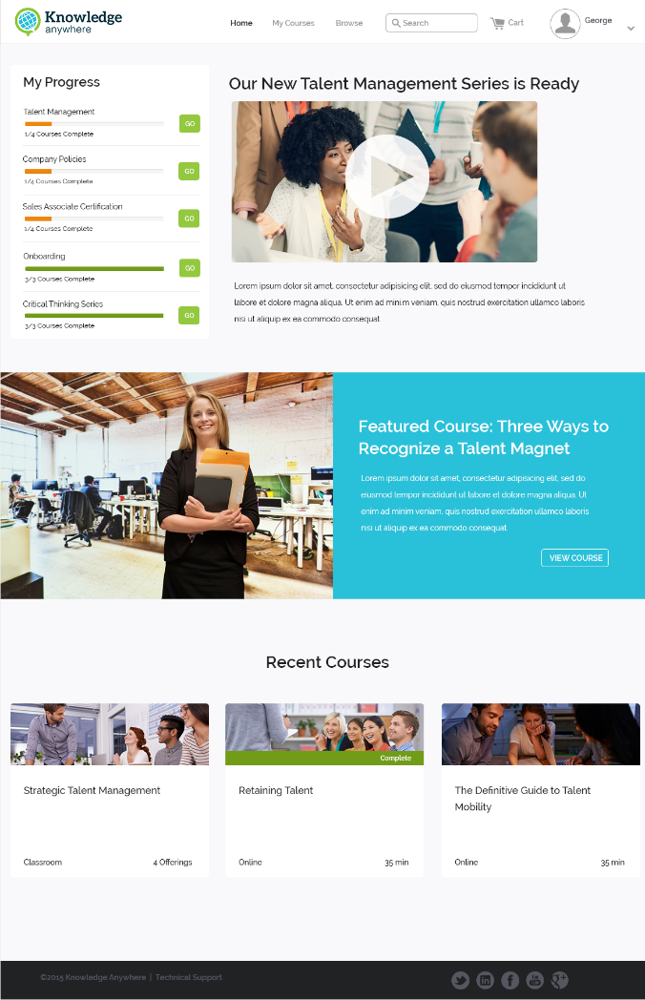 Knowledge
anywhere
Home
My Courses
Browse
Search
Cart
George
My Progress
Talent Management
1/4 Courses Complete
GO
Company Policies
1/4 Courses Complete
GO
Sales Associate Certification
1/4 Courses Complete
GO
Onboarding
3/3 Courses Complete
GO
Critical Thinking Series
3/3 Courses Complete
GO
Our New Talent Management Series is Ready
Lorem ipsum dolor sit amet, consectetur adipisicing elit, sed do eiusmod tempor incididunt ut
labore et dolore magna aliqua. Ut enim ad minim veniam, quis nostrud exercitation ullamco laboris
nisi ut aliquip ex ea commodo consequat.
Featured Course: Three Ways to
Recognize a Talent Magnet
Lorem ipsum dolor sit amet, consectetur adipisicing elit, sed do
eiusmod tempor incididunt ut labore et dolore magna aliqua. Ut
enim ad minim veniam, quis nostrud exercitation ullamco laboris
nisi ut aliquip ex ea commodo consequat.
VIEW COURSE
Recent Courses
Strategic Talent Management
Classroom
4 Offerings
Complete
Retaining Talent
Online
35 min
The Definitive Guide to Talent
Mobility
Online
35 min
©2015 Knowledge Anywhere | Technical Support